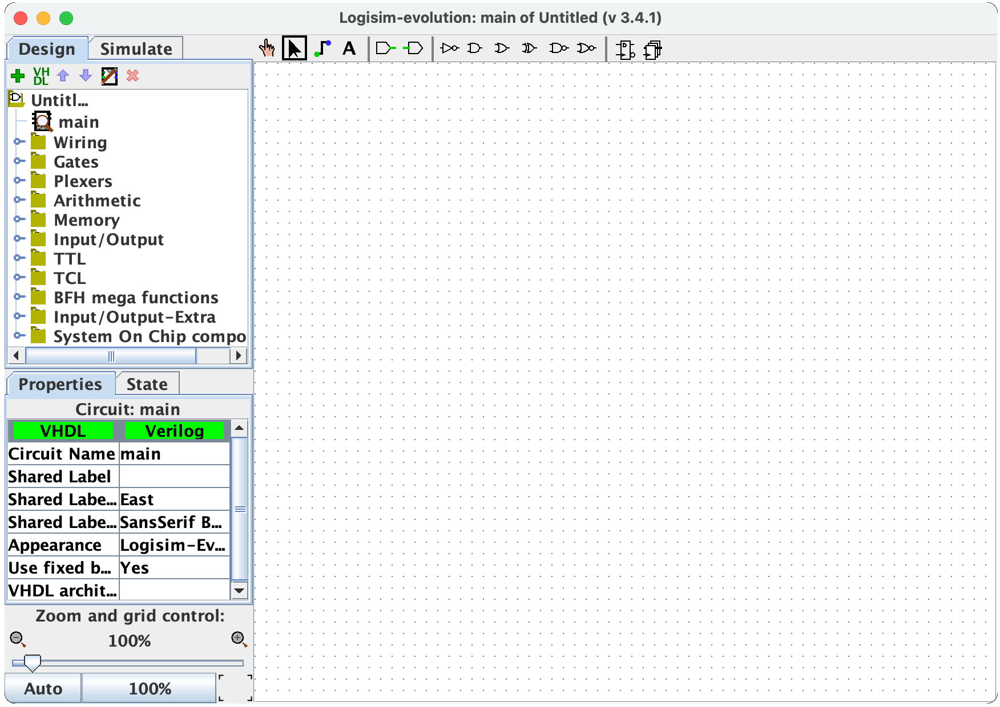 Logisim-evolution: main of Untitled (v 3.4.1)
Design Simulate
A
VH
DL
Untitl...
main
Wiring
Gates
Plexers
Arithmetic
Memory
Input/Output
TTL
TCL
BFH mega functions
Input/Output-Extra
System On Chip compo
Properties State
Circuit: main
VHDL Verilog
Circuit Name main
Shared Label
Shared Labe... East
Shared Labe... SansSerif B...
Appearance Logisim-Ev...
Use fixed b... Yes
VHDL archit...
Zoom and grid control:
100%
Auto 100%